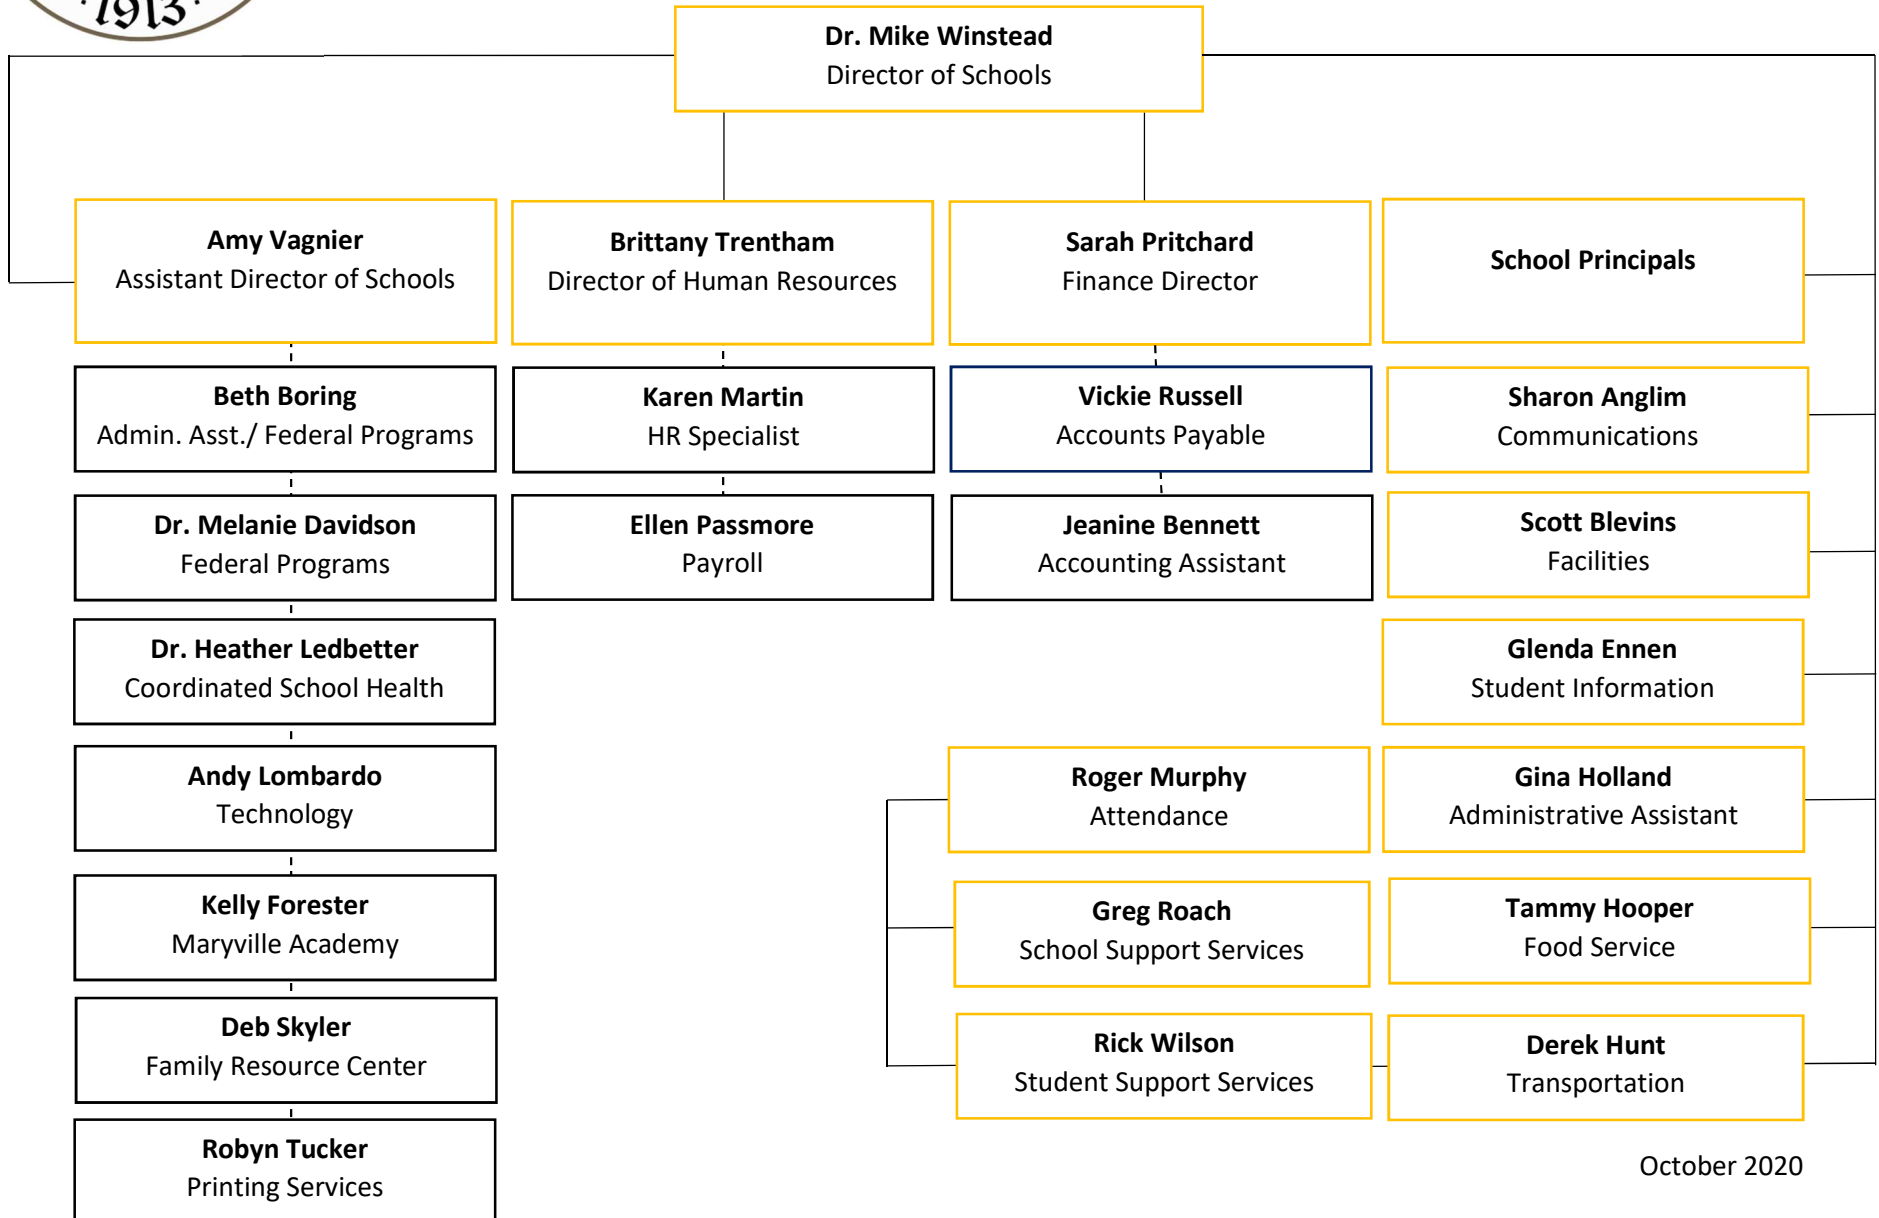 ·1913·
Dr. Mike Winstead
Director of Schools
Amy Vagnier
Assistant Director of Schools
Brittany Trentham
Director of Human Resources
Sarah Pritchard
Finance Director
School Principals
Beth Boring
Admin. Asst./ Federal Programs
Karen Martin
HR Specialist
Vickie Russell
Accounts Payable
Sharon Anglim
Communications
Dr. Melanie Davidson
Federal Programs
Ellen Passmore
Payroll
Jeanine Bennett
Accounting Assistant
Scott Blevins
Facilities
Dr. Heather Ledbetter
Coordinated School Health
Glenda Ennen
Student Information
Andy Lombardo
Technology
Roger Murphy
Attendance
Gina Holland
Administrative Assistant
Kelly Forester
Maryville Academy
Greg Roach
School Support Services
Tammy Hooper
Food Service
Deb Skyler
Family Resource Center
Rick Wilson
Student Support Services
Derek Hunt
Transportation
Robyn Tucker
Printing Services
October 2020